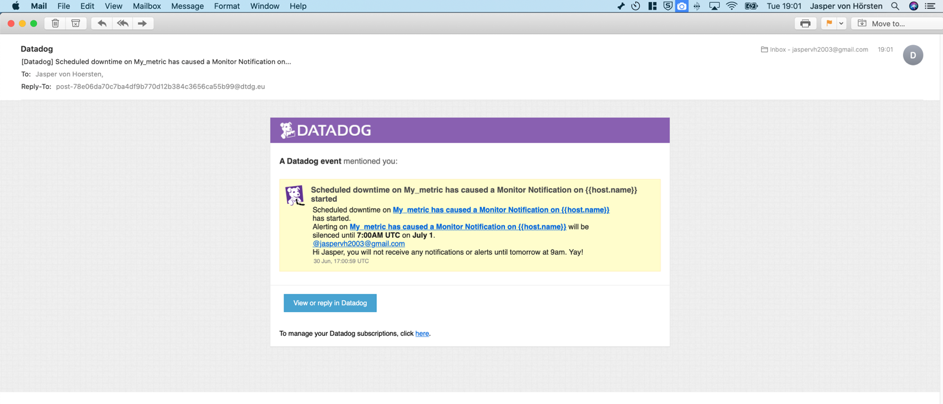 Mail File Edit View Mailbox Message Format Window Help Tue 19:01 Jasper von Hörsten
Move to...
Datadog
Inbox - jaspervh2003@gmail.com 19:01
D
[Datadog] Scheduled downtime on My_metric has caused a Monitor Notification on...
To: Jasper von Hoersten,
Reply-To: post-78e06da70c7ba4df9b770d12b384c3656ca55b99@dtdg.eu
DATADOG
A Datadog event mentioned you:
Scheduled downtime on My_metric has caused a Monitor Notification on {{host.name}}
started
Scheduled downtime on My_metric has caused a Monitor Notification on {{host.name}}
has started.
Alerting on My_metric has caused a Monitor Notification on {{host.name}} will be
silenced until 7:00AM UTC on July 1.
@jaspervh2003@gmail.com
Hi Jasper, you will not receive any notifications or alerts until tomorrow at 9am. Yay!
30 Jun, 17:00:59 UTC
View or reply in Datadog
To manage your Datadog subscriptions, click here.